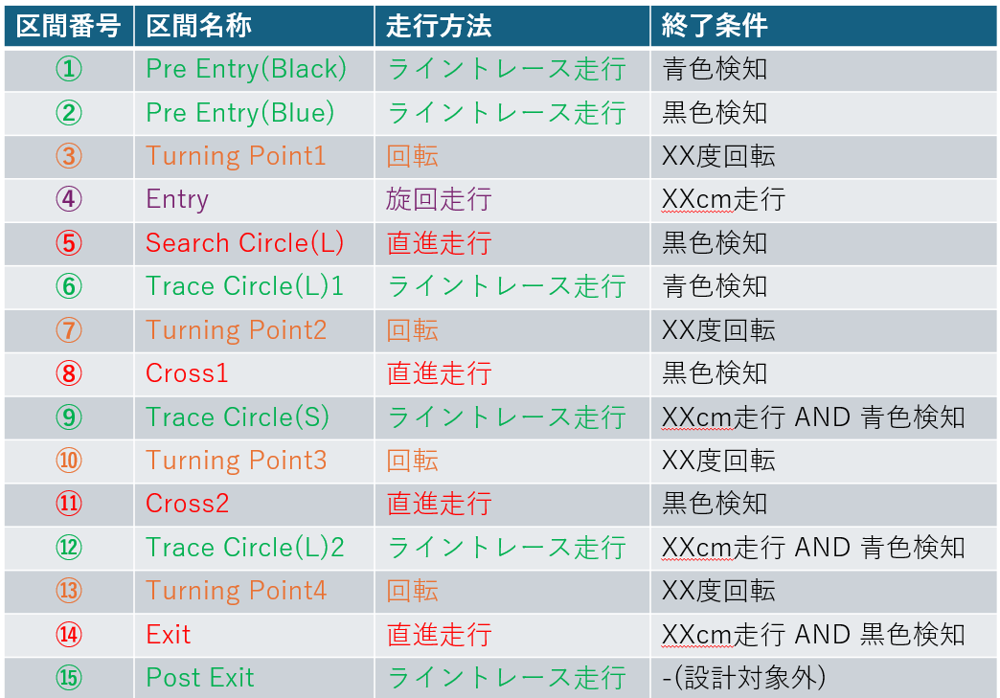 区間番号 区間名称 走行方法 終了条件
① Pre Entry(Black) ライントレース走行 青色検知
② Pre Entry(Blue) ライントレース走行 黒色検知
③ Turning Point1 回転 XX度回転
④ Entry 旋回走行 XXcm走行
⑤ Search Circle(L) 直進走行 黒色検知
⑥ Trace Circle(L)1 ライントレース走行 青色検知
⑦ Turning Point2 回転 XX度回転
⑧ Cross1 直進走行 黒色検知
⑨ Trace Circle(S) ライントレース走行 XXcm走行 AND 青色検知
⑩ Turning Point3 回転 XX度回転
⑪ Cross2 直進走行 黒色検知
⑫ Trace Circle(L)2 ライントレース走行 XXcm走行 AND 青色検知
⑬ Turning Point4 回転 XX度回転
⑭ Exit 直進走行 XXcm走行 AND 黒色検知
⑮ Post Exit ライントレース走行 -(設計対象外)